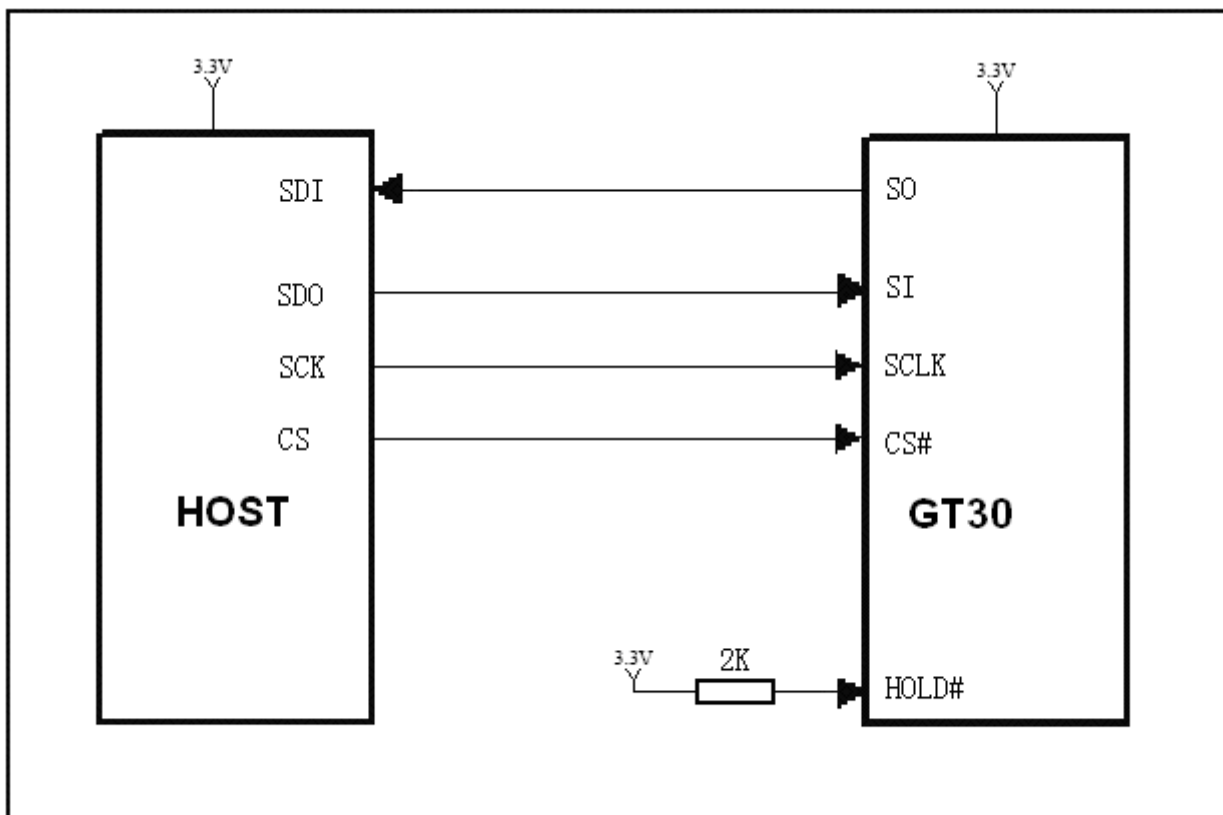 3.3V 3.3V
SDI SO
SDO SI
SCK SCLK
CS CS#
HOST GT30
3.3V 2K HOLD#